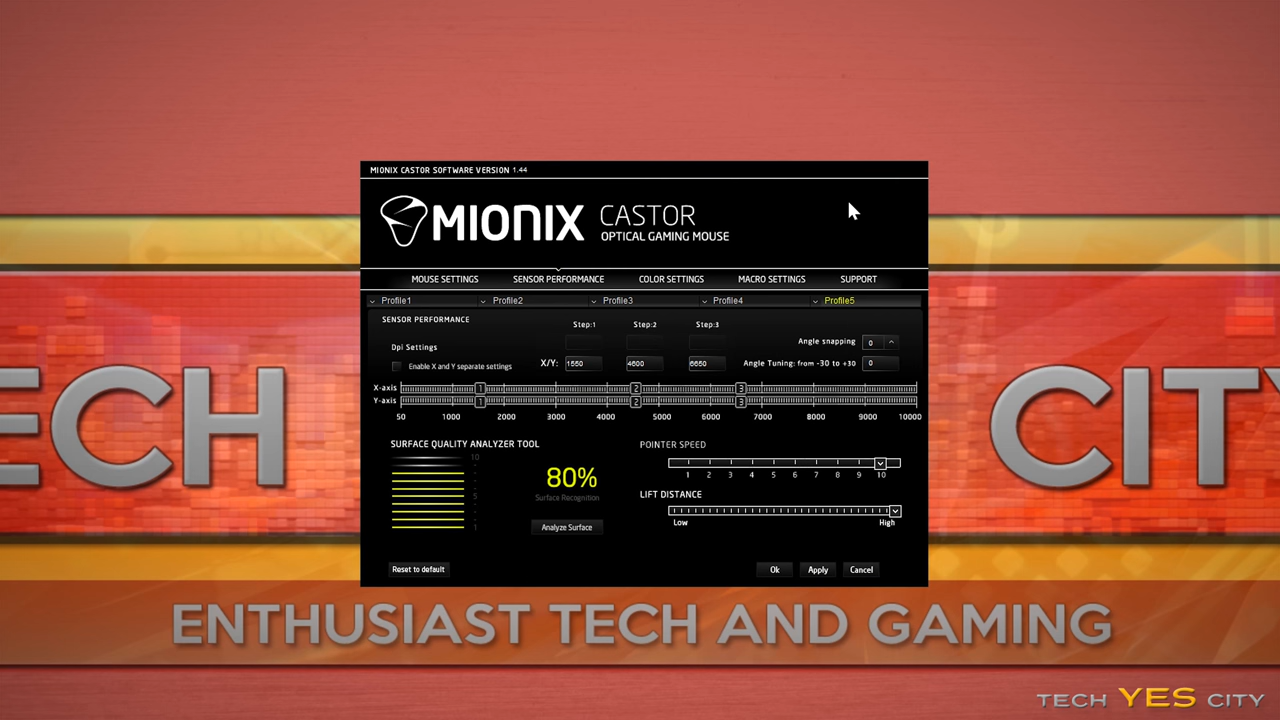 MIONIX CASTOR SOFTWARE VERSION 1.44
MIONIX CASTOR
OPTICAL GAMING MOUSE
MOUSE SETTINGS SENSOR PERFORMANCE COLOR SETTINGS MACRO SETTINGS SUPPORT
Profile1 Profile2 Profile3 Profile4 Profile5
SENSOR PERFORMANCE
Step:1 Step:2 Step:3
Angle snapping 0
Dpi Settings
Enable X and Y separate settings
X/Y: 1550 4600 6650
Angle Tuning: from -30 to +30 0
X-axis 1 2 3
Y-axis 1 2 3
50 1000 2000 3000 4000 5000 6000 7000 8000 9000 10000
ECH CITY
SURFACE QUALITY ANALYZER TOOL
10
5
1
80%
Surface Recognition
Analyze Surface
POINTER SPEED
1 2 3 4 5 6 7 8 9 10
LIFT DISTANCE
Low High
Reset to default
Ok Apply Cancel
ENTHUSIAST TECH AND GAMING
TECH YES CITY